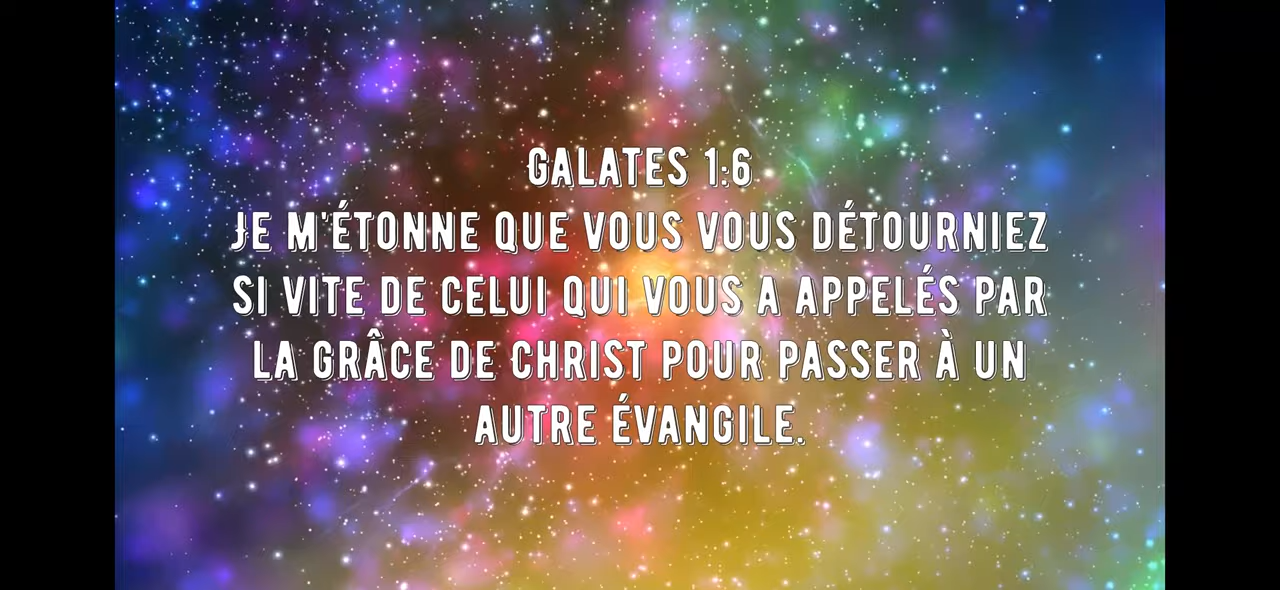 GALATES 1:6
JE M'ÉTONNE QUE VOUS VOUS DÉTOURNIEZ
SI VITE DE CELUI QUI VOUS A APPELÉS PAR
LA GRÂCE DE CHRIST POUR PASSER À UN
AUTRE ÉVANGILE.